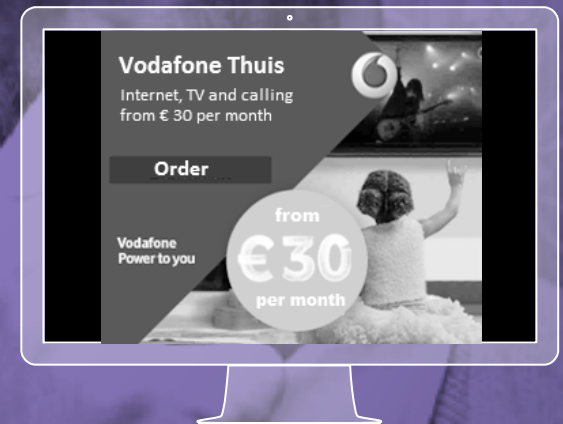 Vodafone Thuis
Internet, TV and calling
from € 30 per month
Order
from
€30
per month
Vodafone
Power to you